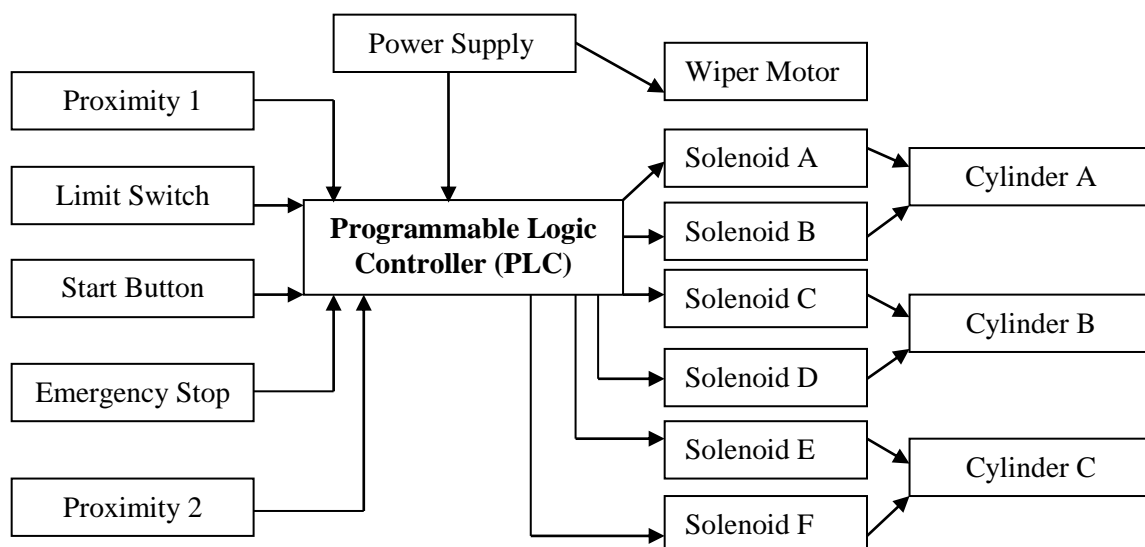 Power Supply
Wiper Motor
Proximity 1
Solenoid A
Cylinder A
Limit Switch
Programmable Logic
Controller (PLC)
Solenoid B
Start Button
Solenoid C
Cylinder B
Solenoid D
Emergency Stop
Solenoid E
Cylinder C
Proximity 2
Solenoid F